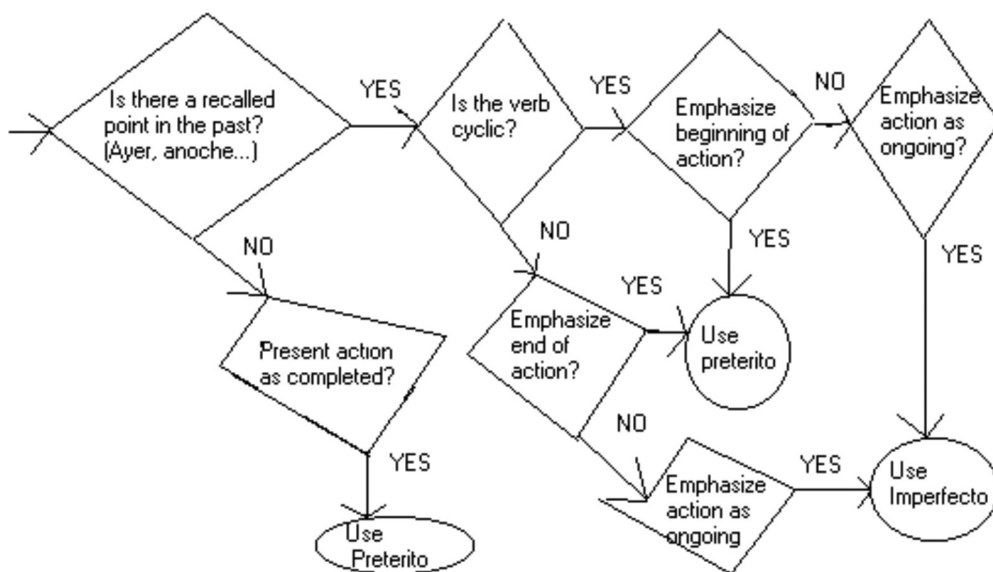 Is there a recalled
point in the past?
(Ayer, anoche...)
YES
Is the verb
cyclic?
YES
Emphasize
beginning of
action?
NO
Emphasize
action as
ongoing?
NO
NO
YES
YES
Present action
as completed?
Emphasize
end of
action?
YES
Use
preterito
YES
NO
Use
Preterito
Emphasize
action as
ongoing
YES
Use
Imperfecto